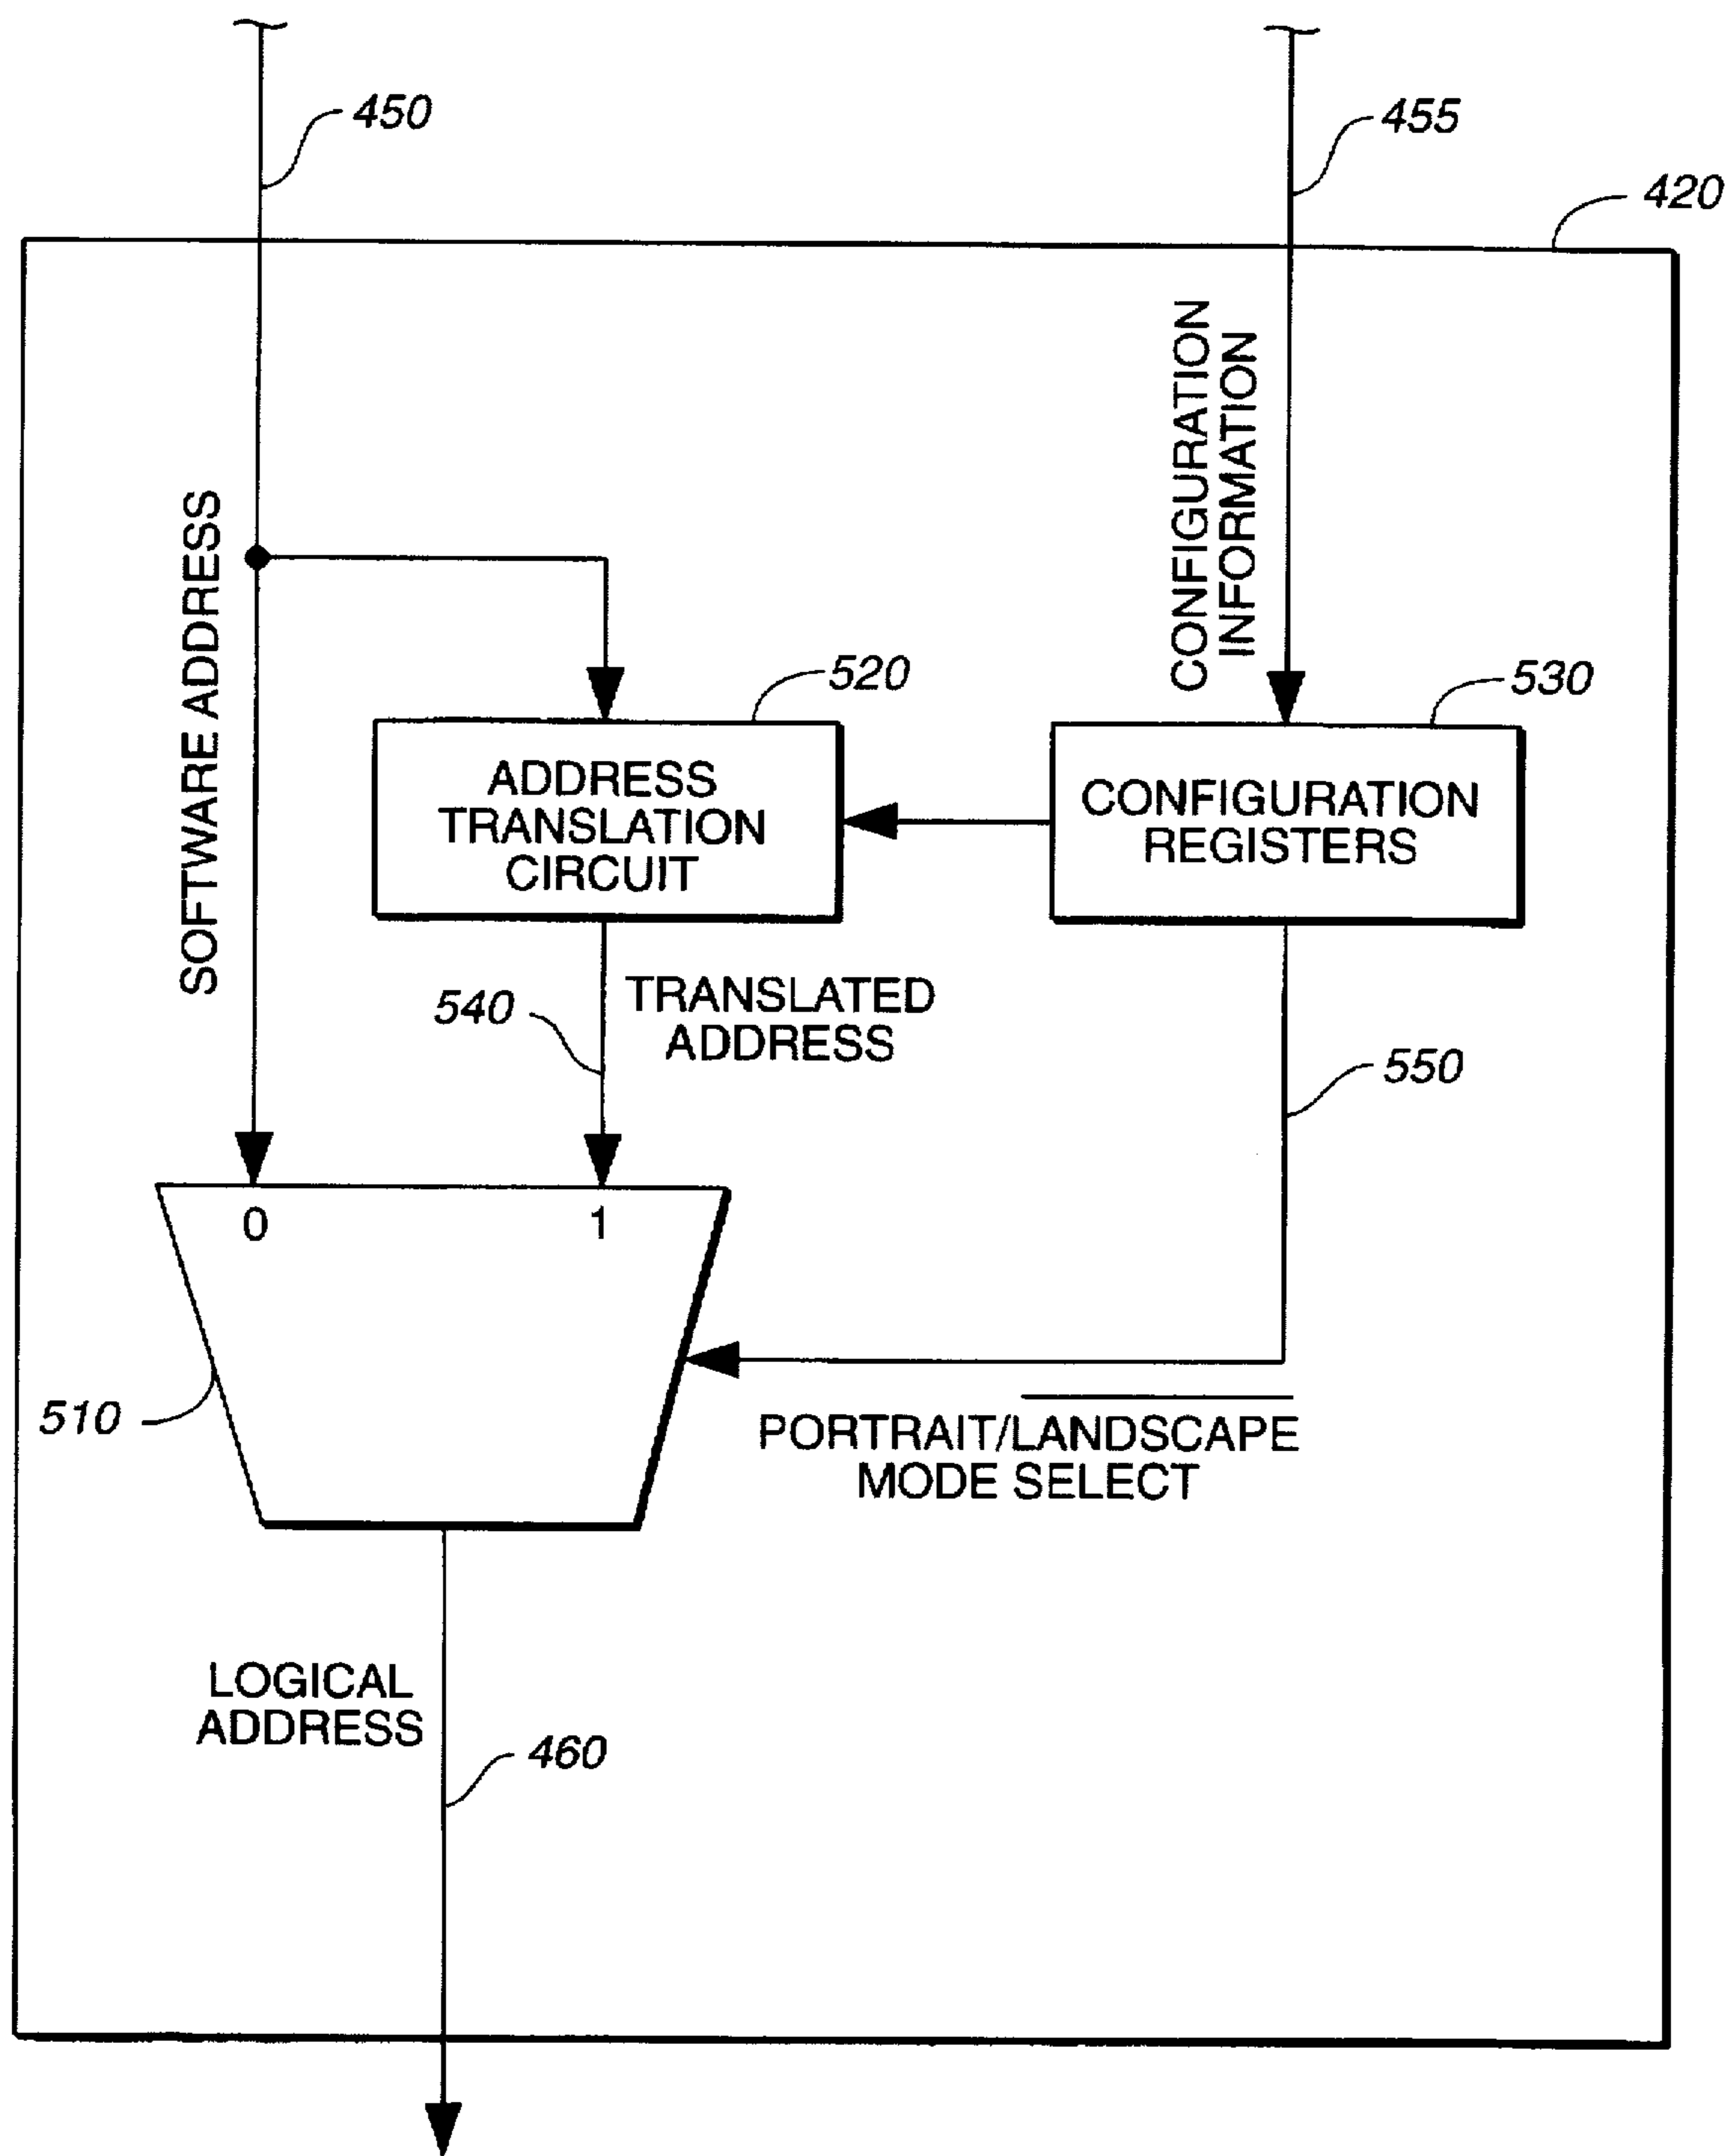 450
455
420
CONFIGURATION
INFORMATION
SOFTWARE ADDRESS
520
530
ADDRESS
TRANSLATION
CIRCUIT
CONFIGURATION
REGISTERS
540
TRANSLATED
ADDRESS
550
0
1
510
PORTRAIT/LANDSCAPE
MODE SELECT
LOGICAL
ADDRESS
460